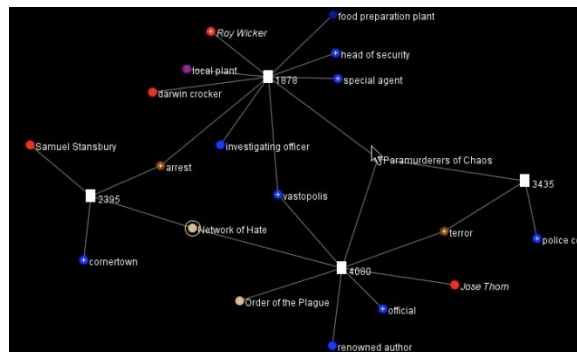 food preparation plant
Roy Wicker
head of security
local plant
1878
special agent
darwin crocker
Samuel Stansbury
investigating officer
Paramurderers of Chaos
arrest
3435
2395
vastopolis
Network of Hate
terror
police c
cornertown
4080
Jose Thom
Order of the Plague
official
renowned author